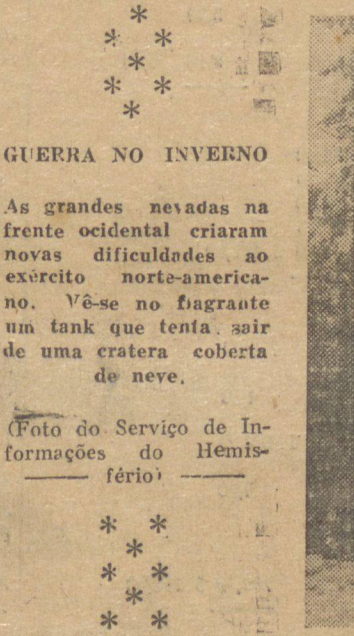 GUERRA NO INVERNO
As grandes nevadas na
frente ocidental criaram
novas dificuldades ao
exército norte-america-
no. Vê-se no flagrante
um tank que tenta sair
de uma cratera coberta
de neve.
(Foto do Serviço de In-
formações do Hemis-
fério)